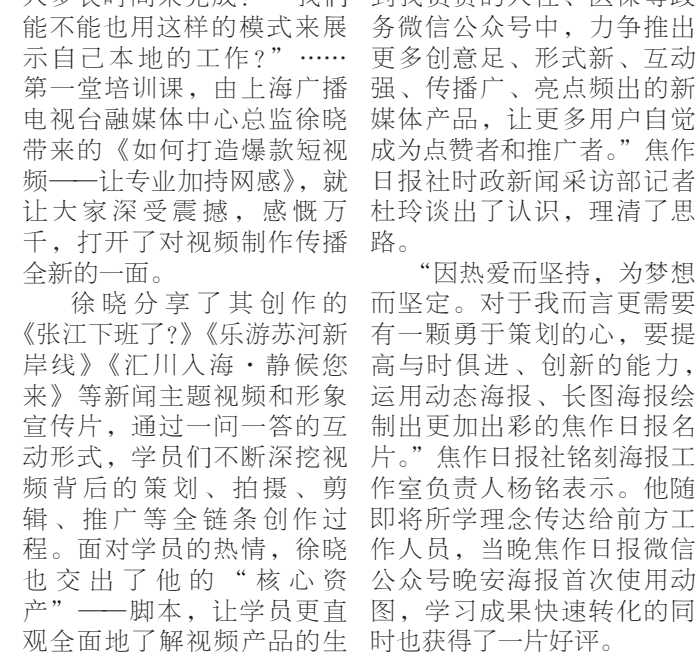 能不能也用这样的模式来展
示自己本地的工作？”……
第一堂培训课，由上海广播
电视台融媒体中心总监徐晓
带来的《如何打造爆款短视
频——让专业加持网感》，就
让大家深受震撼，感慨万
千，打开了对视频制作传播
全新的一面。
徐晓分享了其创作的
《张江下班了？》《乐游苏河新
岸线》《汇川入海·静候您
来》等新闻主题视频和形象
宣传片，通过一问一答的互
动形式，学员们不断深挖视
频背后的策划、拍摄、剪
辑、推广等全链条创作过
程。面对学员的热情，徐晓
也交出了他的“核心资
产”——脚本，让学员更直
观全面地了解视频产品的生
务微信公众号中，力争推出
更多创意足、形式新、互动
强、传播广、亮点频出的新
媒体产品，让更多用户自觉
成为点赞者和推广者。”焦作
日报社时政新闻采访部记者
杜玲谈出了认识，理清了思
路。
“因热爱而坚持，为梦想
而坚定。对于我而言更需要
有一颗勇于策划的心，要提
高与时俱进、创新的能力，
运用动态海报、长图海报绘
制出更加出彩的焦作日报名
片。”焦作日报社铭刻海报工
作室负责人杨铭表示。他随
即将所学理念传达给前方工
作人员，当晚焦作日报微信
公众号晚安海报首次使用动
图，学习成果快速转化的同
时也获得了一片好评。